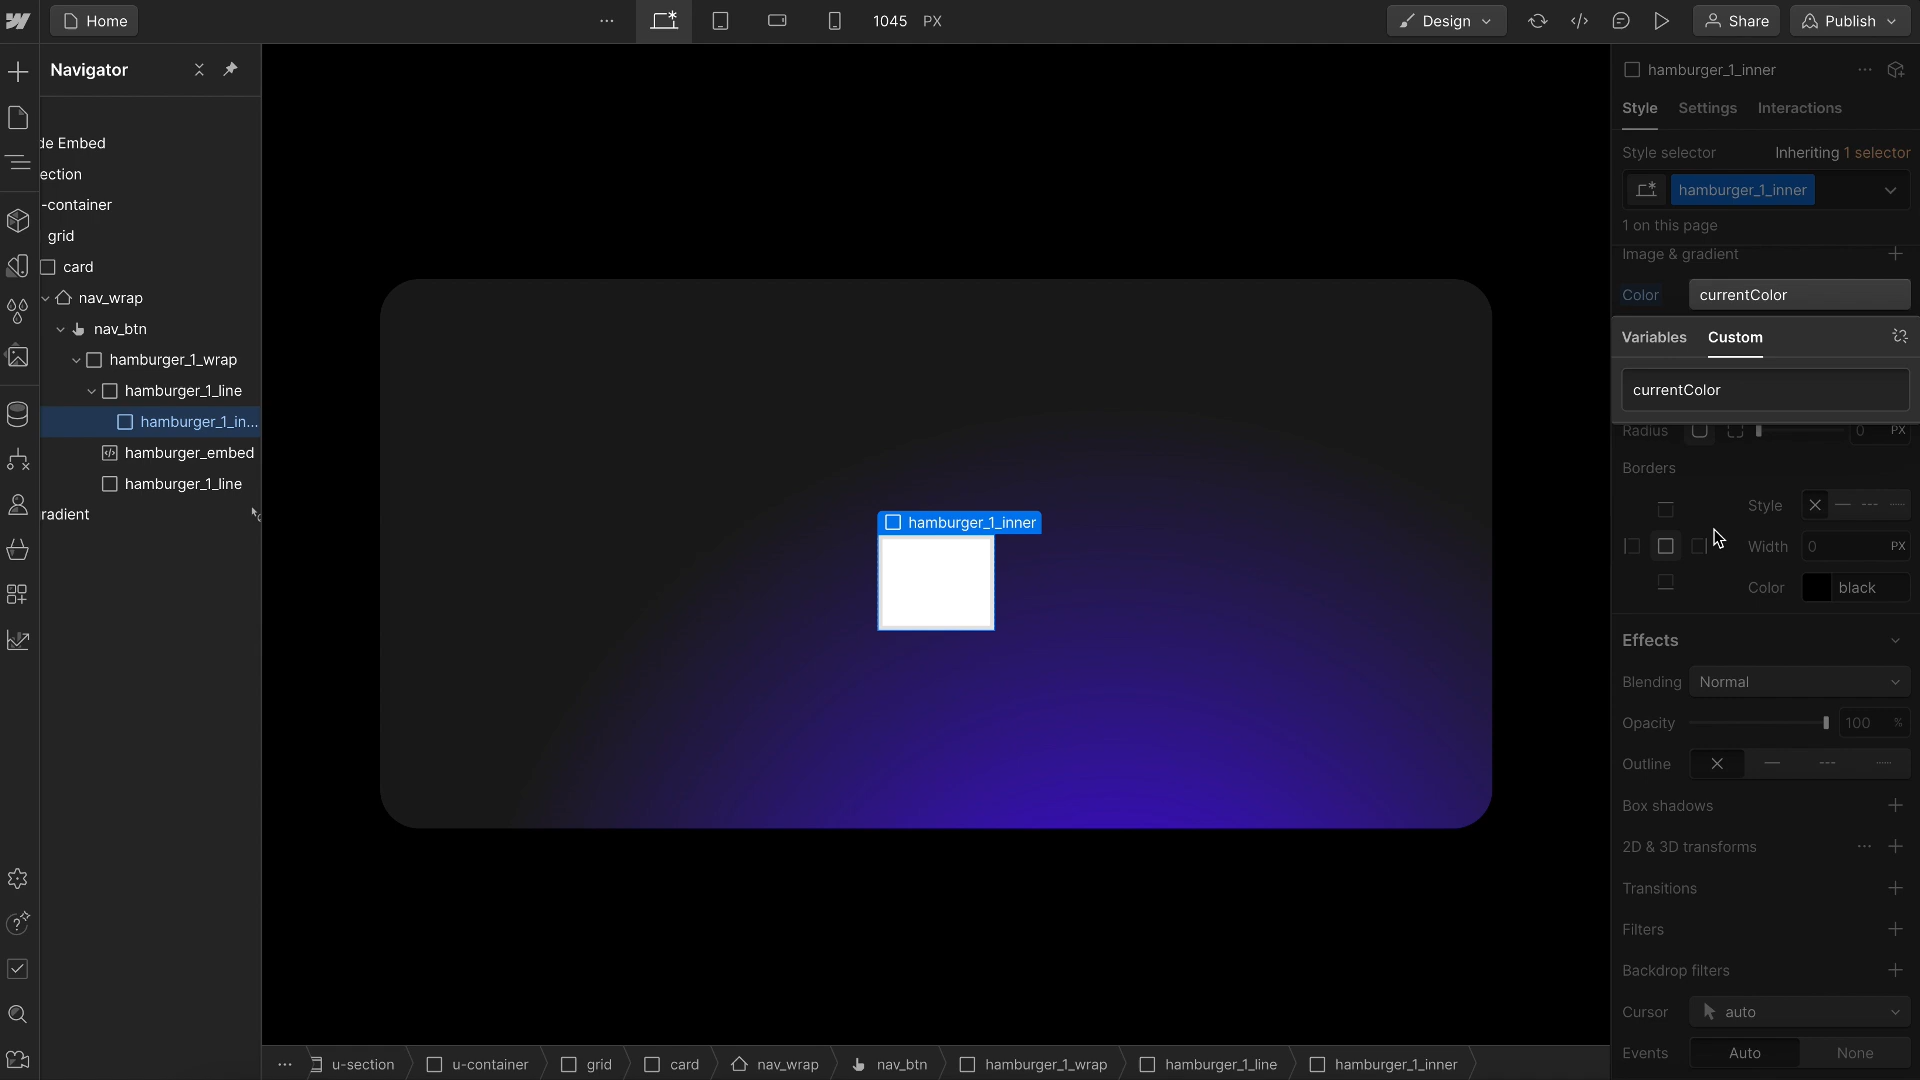 Home
1045 PX
Design
Share
Publish
Navigator
de Embed
ection
-container
grid
card
nav_wrap
nav_btn
hamburger_1_wrap
hamburger_1_line
hamburger_1_in...
hamburger_embed
hamburger_1_line
radient
hamburger_1_inner
hamburger_1_inner
Style Settings Interactions
Style selector Inheriting 1 selector
hamburger_1_inner
1 on this page
Image & gradient
Color currentColor
Variables Custom
currentColor
Radius 0 PX
Borders
Style
Width 0 PX
Color black
Effects
Blending Normal
Opacity 100 %
Outline
Box shadows
2D & 3D transforms
Transitions
Filters
Backdrop filters
Cursor auto
Events Auto None
... u-section u-container grid card nav_wrap nav_btn hamburger_1_wrap hamburger_1_line hamburger_1_inner